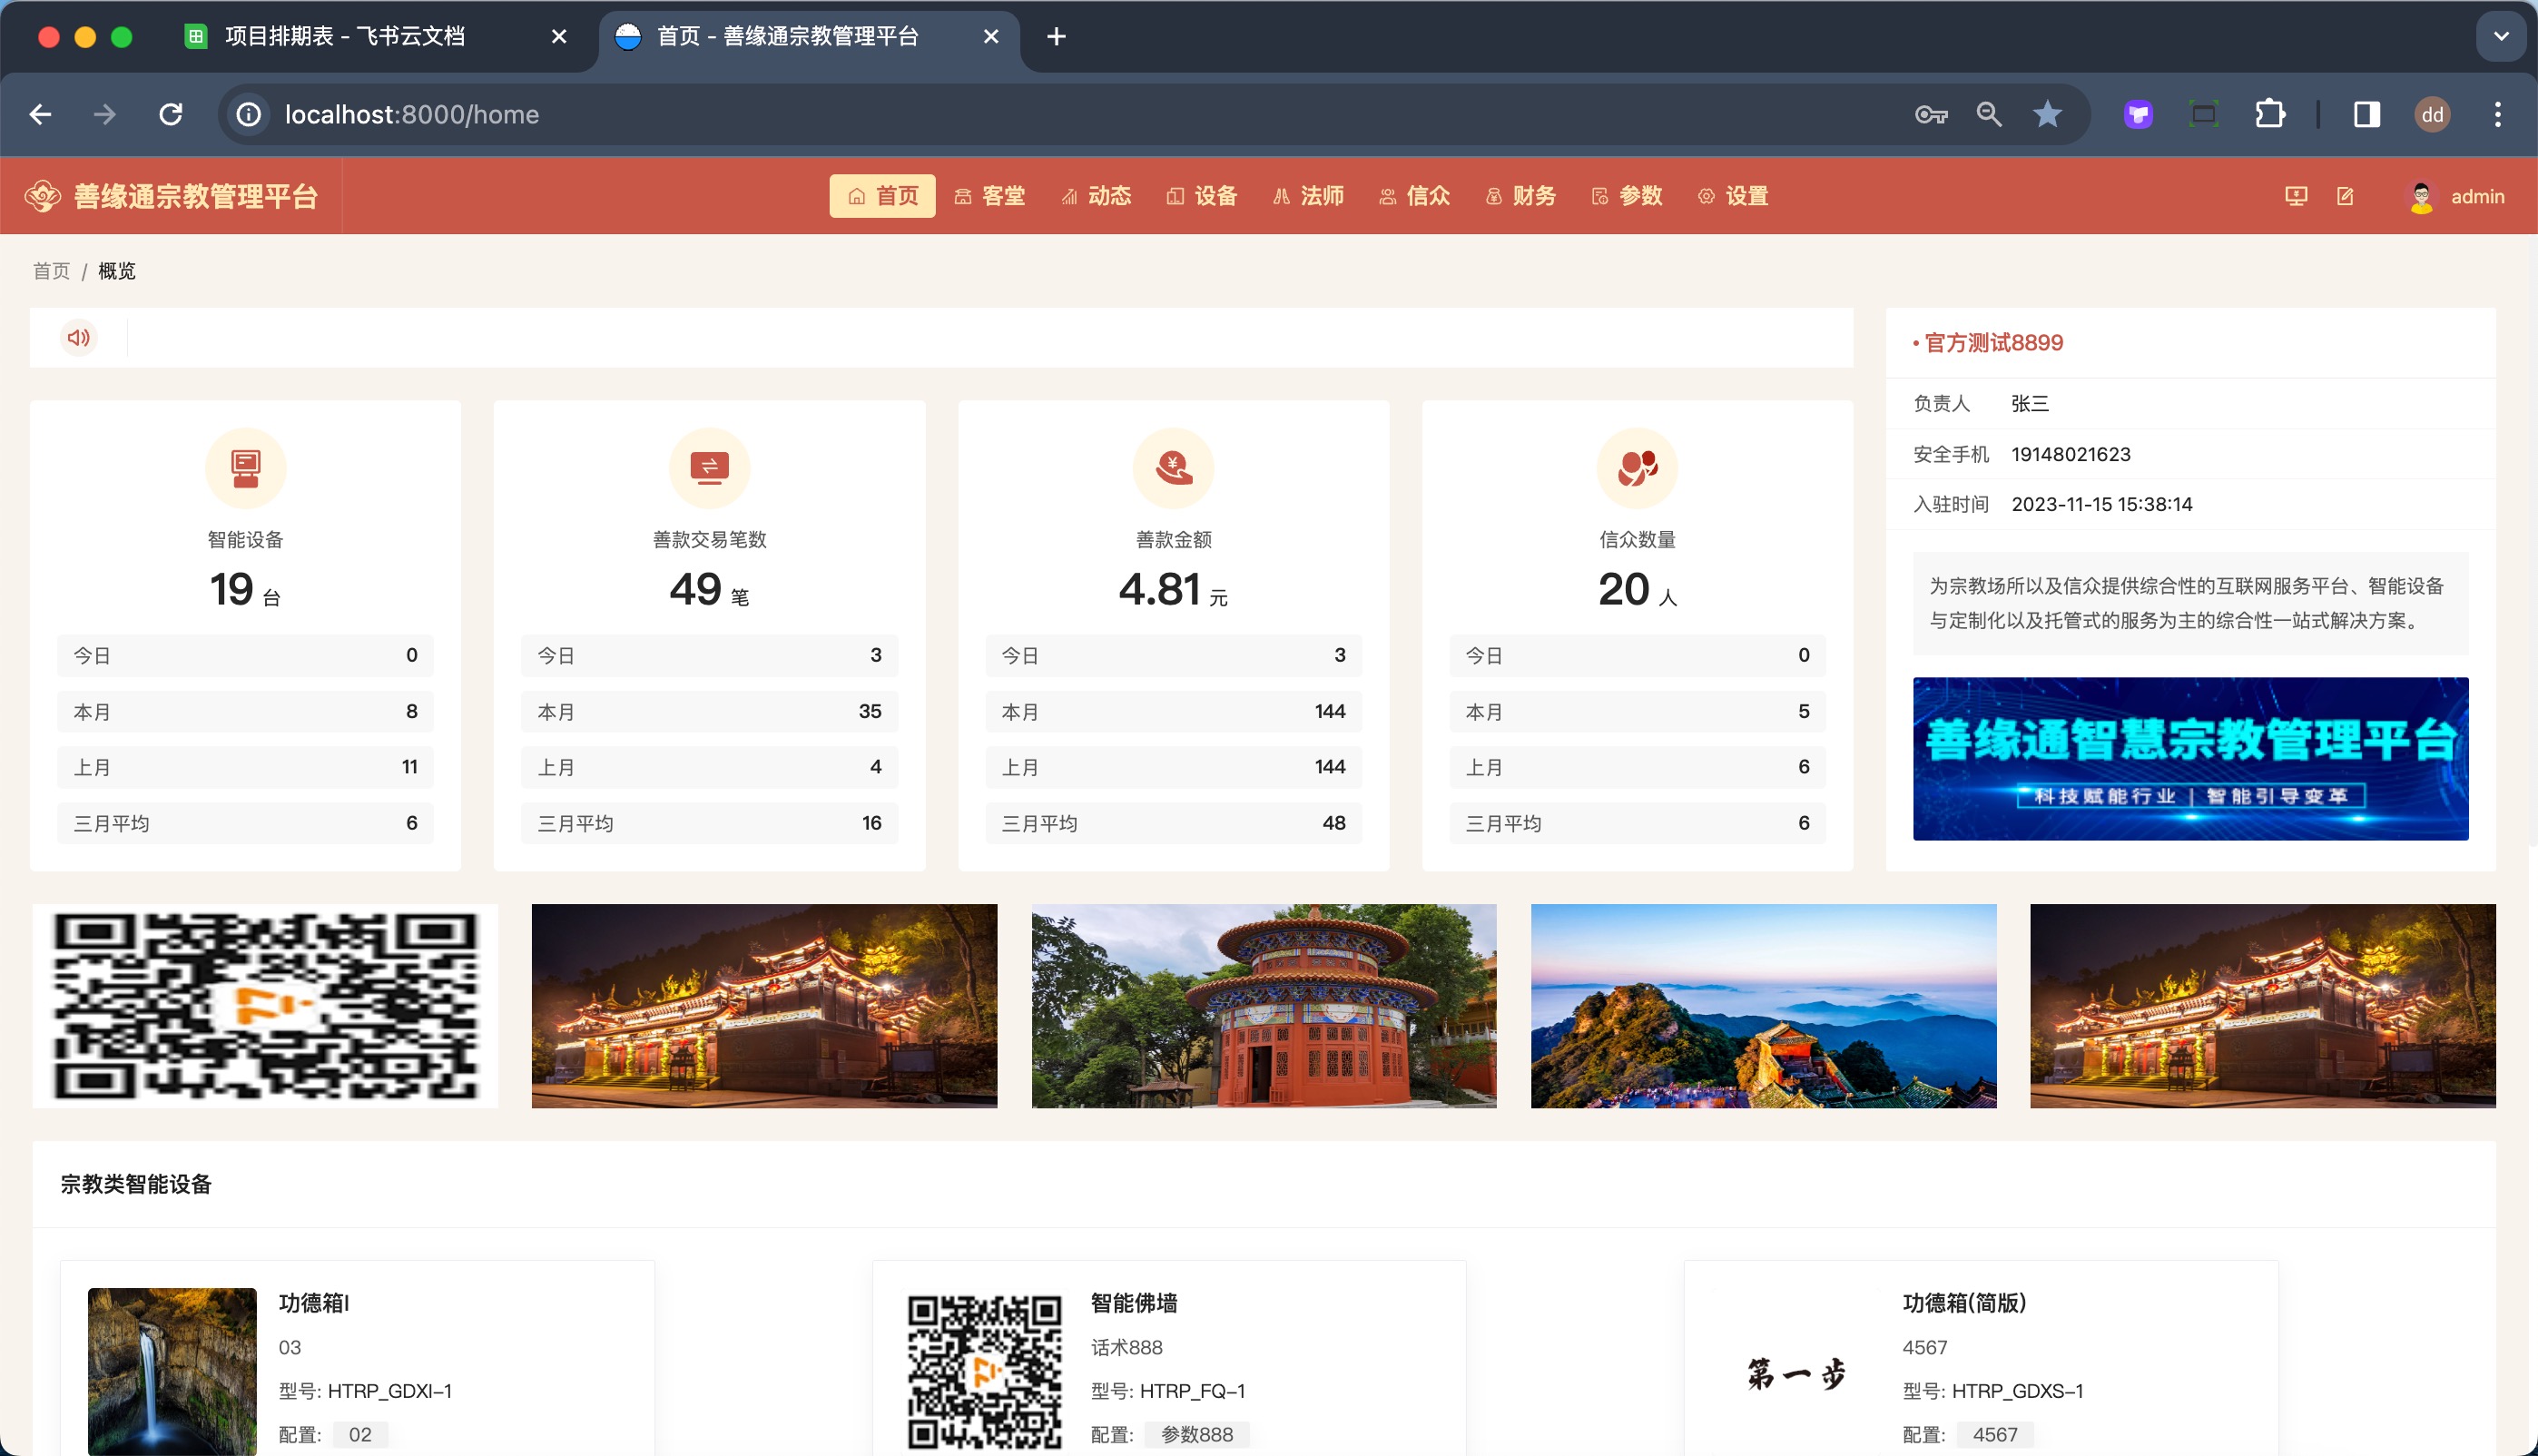 项目排期表 - 飞书云文档
首页 - 善缘通宗教管理平台
localhost:8000/home
dd
善缘通宗教管理平台
首页
客堂
动态
设备
法师
信众
财务
参数
设置
admin
首页 / 概览
智能设备
19 台
今日 0
本月 8
上月 11
三月平均 6
善款交易笔数
49 笔
今日 3
本月 35
上月 4
三月平均 16
善款金额
4.81 元
今日 3
本月 144
上月 144
三月平均 48
信众数量
20 人
今日 0
本月 5
上月 6
三月平均 6
• 官方测试8899
负责人 张三
安全手机 19148021623
入驻时间 2023-11-15 15:38:14
为宗教场所以及信众提供综合性的互联网服务平台、智能设备
与定制化以及托管式的服务为主的综合性一站式解决方案。
善缘通智慧宗教管理平台
科技赋能行业 | 智能引导变革
宗教类智能设备
功德箱I
03
型号: HTRP_GDXI-1
配置: 02
智能佛墙
话术888
型号: HTRP_FQ-1
配置: 参数888
第一步
功德箱(简版)
4567
型号: HTRP_GDXS-1
配置: 4567